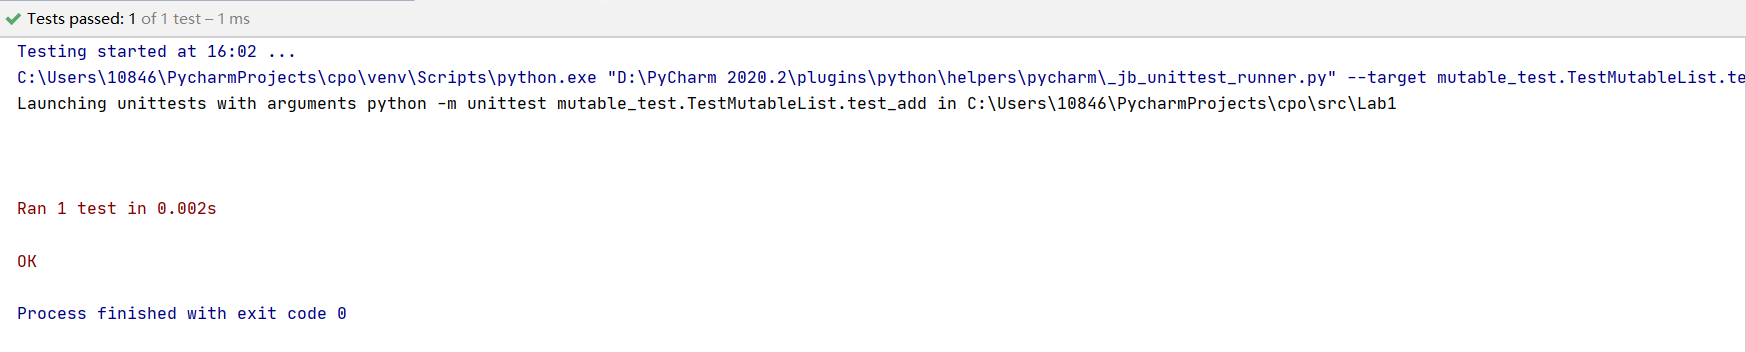 Tests passed: 1 of 1 test – 1 ms
Testing started at 16:02 ...
C:\Users\10846\PycharmProjects\cpo\venv\Scripts\python.exe "D:\PyCharm 2020.2\plugins\python\helpers\pycharm\_jb_unittest_runner.py" --target mutable_test.TestMutableList.te
Launching unittests with arguments python -m unittest mutable_test.TestMutableList.test_add in C:\Users\10846\PycharmProjects\cpo\src\Lab1
Ran 1 test in 0.002s
OK
Process finished with exit code 0